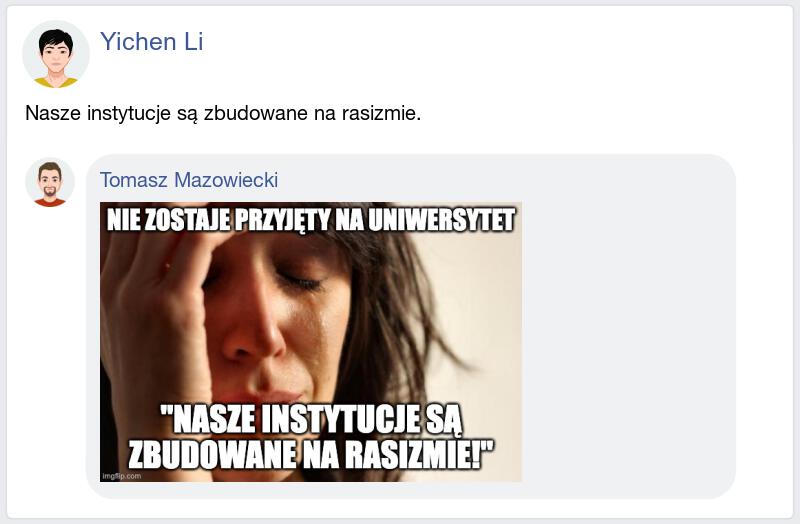 Yichen Li
Nasze instytucje są zbudowane na rasizmie.
Tomasz Mazowiecki
NIE ZOSTAJE PRZYJĘTY NA UNIWERSYTET
"NASZE INSTYTUCJE SĄ
ZBUDOWANE NA RASIZMIE!"
imgflip.com